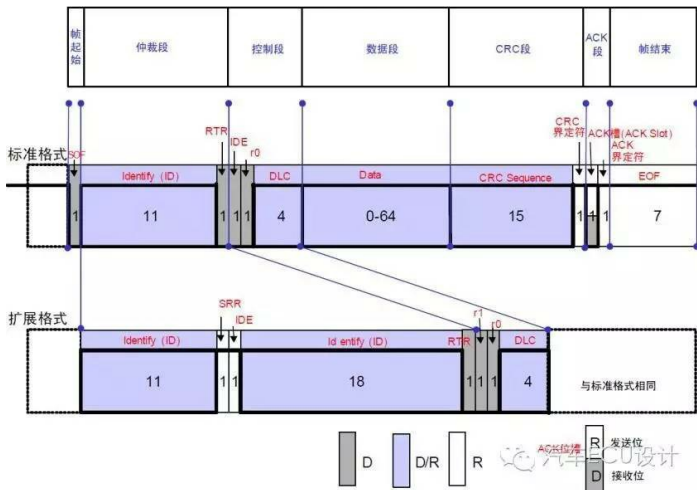 帧起始 仲裁段 控制段 数据段 CRC段 ACK段 帧结束
RTR IDE r0 CRC界定符 ACK槽(ACK Slot) ACK界定符
标准格式 SOF Identify (ID) DLC Data CRC Sequence EOF
1 11 1 1 1 4 0-64 15 1 1 1 7
SRR IDE r1 r0
扩展格式 Identify (ID) Id entify (ID) RTR DLC
11 1 1 18 1 1 1 4 与标准格式相同
D D/R R ACK位槽 R 发送位
D 接收位
汽车ECU设计